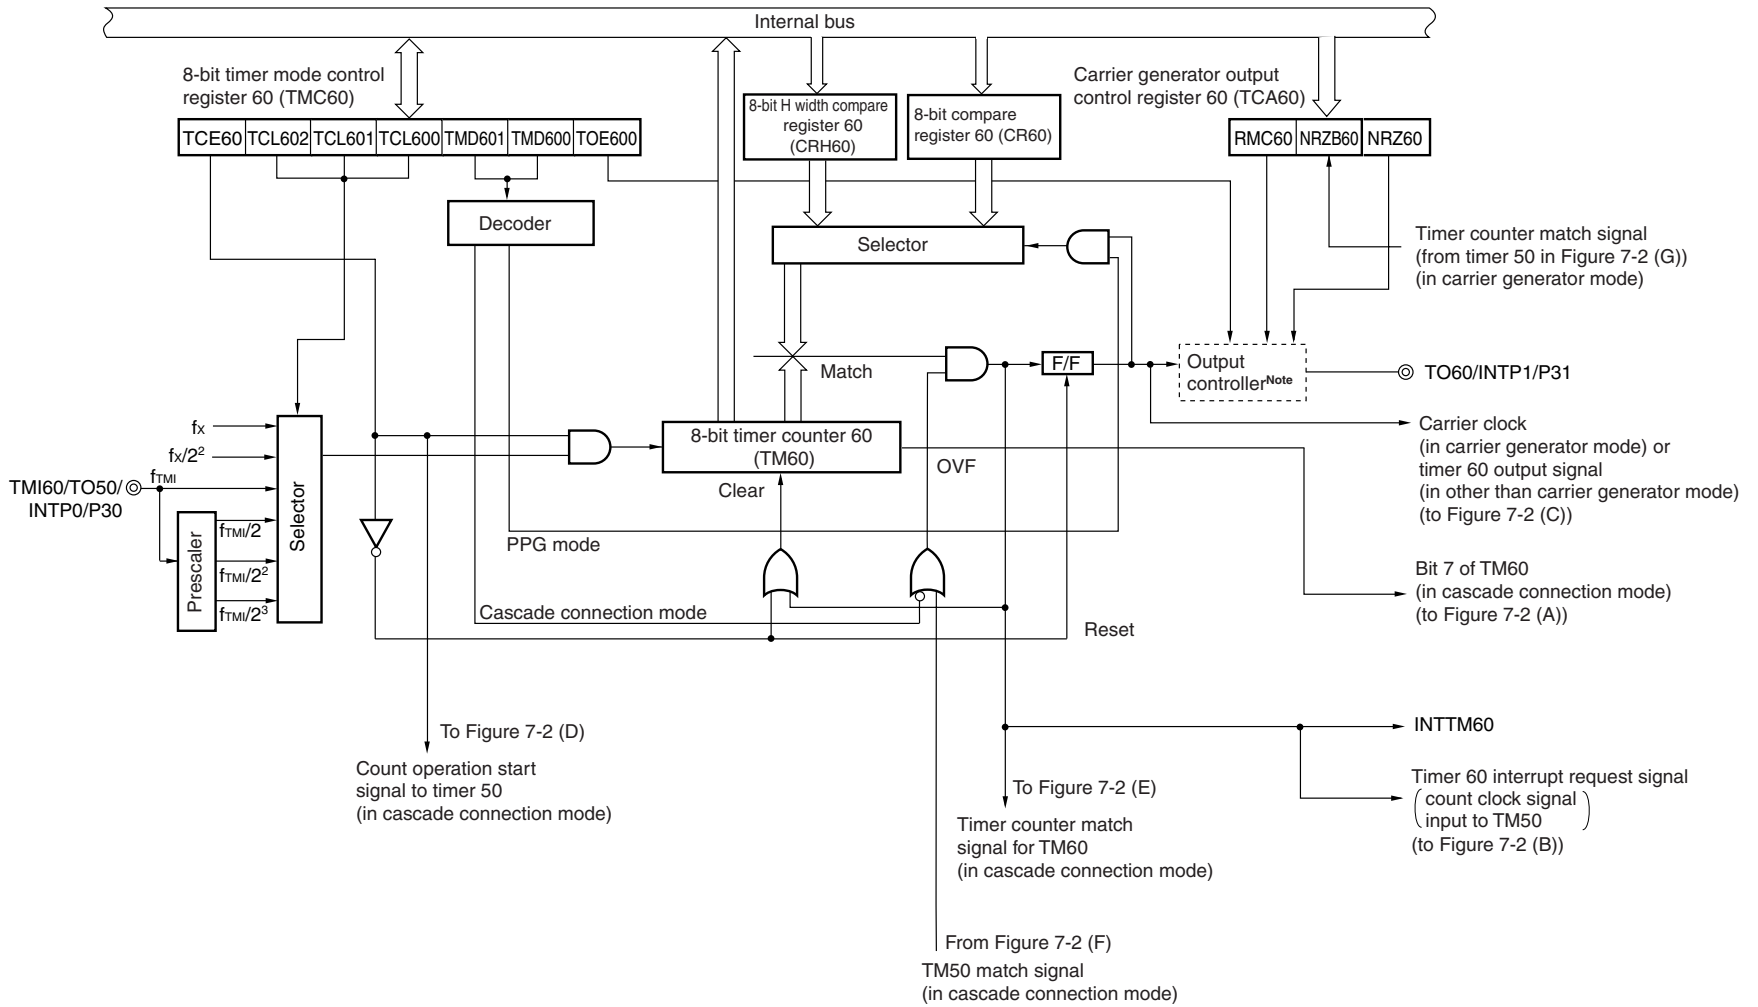 Internal bus
8-bit timer mode control
register 60 (TMC60)
Carrier generator output
control register 60 (TCA60)
8-bit H width compare
register 60
(CRH60)
8-bit compare
register 60 (CR60)
TCE60 TCL602 TCL601 TCL600 TMD601 TMD600 TOE600
RMC60 NRZB60 NRZ60
Decoder
Selector
Timer counter match signal
(from timer 50 in Figure 7-2 (G))
(in carrier generator mode)
Match
F/F
Output
controllerNote
TO60/INTP1/P31
fX
fX/2²
fTMI
TMI60/TO50/
INTP0/P30
Selector
Prescaler
fTMI/2
fTMI/2²
fTMI/2³
8-bit timer counter 60
(TM60)
OVF
Clear
PPG mode
Cascade connection mode
Reset
Carrier clock
(in carrier generator mode) or
timer 60 output signal
(in other than carrier generator mode)
(to Figure 7-2 (C))
Bit 7 of TM60
(in cascade connection mode)
(to Figure 7-2 (A))
To Figure 7-2 (D)
Count operation start
signal to timer 50
(in cascade connection mode)
INTTM60
To Figure 7-2 (E)
Timer counter match
signal for TM60
(in cascade connection mode)
Timer 60 interrupt request signal
(count clock signal
input to TM50)
(to Figure 7-2 (B))
From Figure 7-2 (F)
TM50 match signal
(in cascade connection mode)